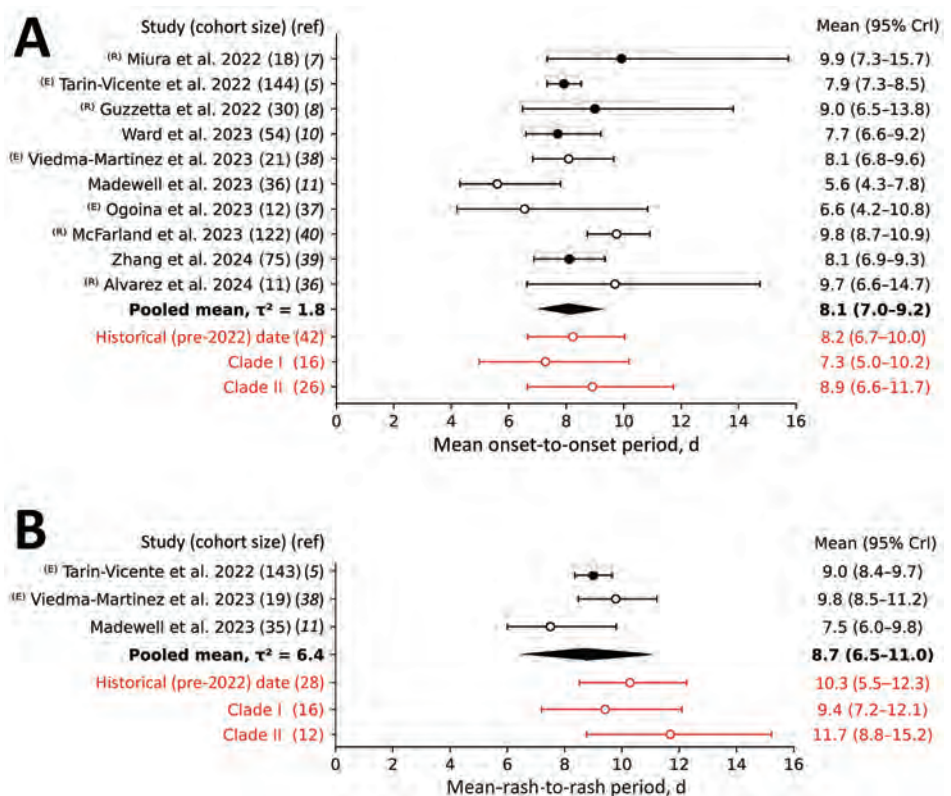 A
Study (cohort size) (ref) Mean (95% CrI)
(R) Miura et al. 2022 (18) (7) 9.9 (7.3–15.7)
(E) Tarin-Vicente et al. 2022 (144) (5) 7.9 (7.3–8.5)
(R) Guzzetta et al. 2022 (30) (8) 9.0 (6.5–13.8)
Ward et al. 2023 (54) (10) 7.7 (6.6–9.2)
(E) Viedma-Martinez et al. 2023 (21) (38) 8.1 (6.8–9.6)
Madewell et al. 2023 (36) (11) 5.6 (4.3–7.8)
(E) Ogoina et al. 2023 (12) (37) 6.6 (4.2–10.8)
(R) McFarland et al. 2023 (122) (40) 9.8 (8.7–10.9)
Zhang et al. 2024 (75) (39) 8.1 (6.9–9.3)
(R) Alvarez et al. 2024 (11) (36) 9.7 (6.6–14.7)
Pooled mean, τ² = 1.8 8.1 (7.0–9.2)
Historical (pre-2022) date (42) 8.2 (6.7–10.0)
Clade I (16) 7.3 (5.0–10.2)
Clade II (26) 8.9 (6.6–11.7)
0 2 4 6 8 10 12 14 16
Mean onset-to-onset period, d
B
Study (cohort size) (ref) Mean (95% CrI)
(E) Tarin-Vicente et al. 2022 (143) (5) 9.0 (8.4–9.7)
(E) Viedma-Martinez et al. 2023 (19) (38) 9.8 (8.5–11.2)
Madewell et al. 2023 (35) (11) 7.5 (6.0–9.8)
Pooled mean, τ² = 6.4 8.7 (6.5–11.0)
Historical (pre-2022) date (28) 10.3 (5.5–12.3)
Clade I (16) 9.4 (7.2–12.1)
Clade II (12) 11.7 (8.8–15.2)
0 2 4 6 8 10 12 14 16
Mean-rash-to-rash period, d